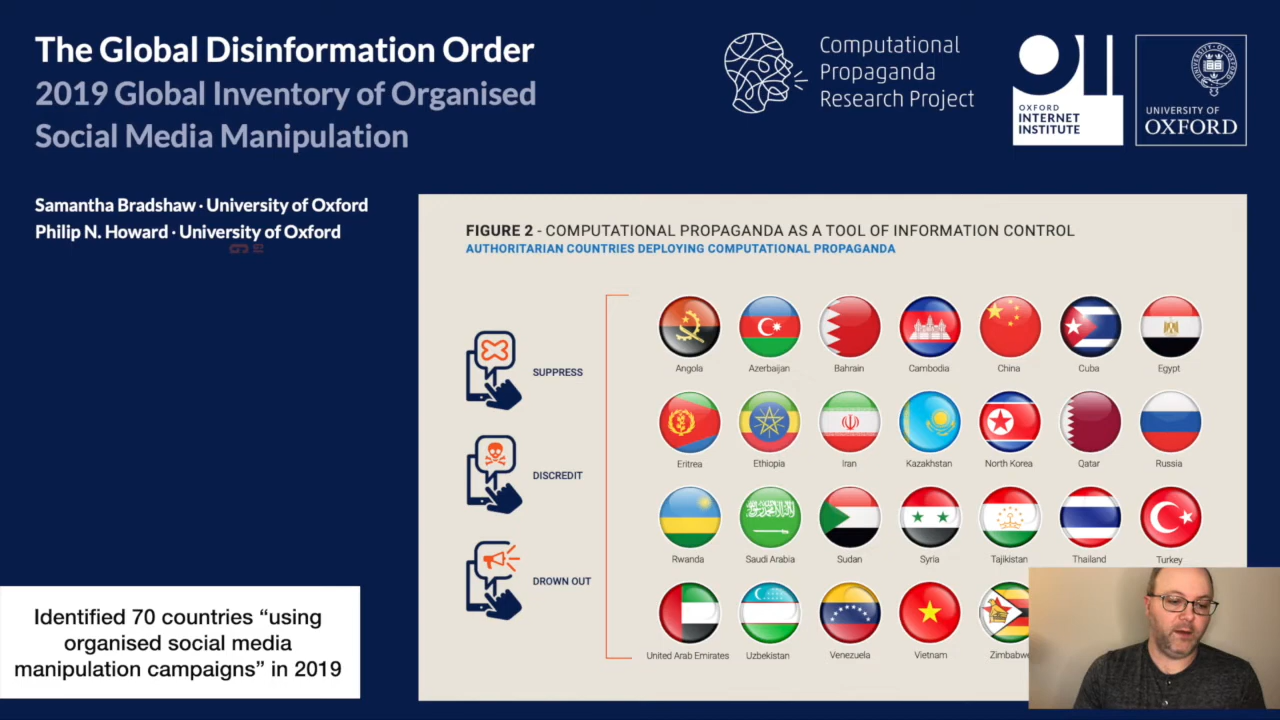 The Global Disinformation Order
2019 Global Inventory of Organised
Social Media Manipulation
Computational
Propaganda
Research Project
OXFORD
INTERNET
INSTITUTE
UNIVERSITY OF
OXFORD
Samantha Bradshaw · University of Oxford
Philip N. Howard · University of Oxford
FIGURE 2 - COMPUTATIONAL PROPAGANDA AS A TOOL OF INFORMATION CONTROL
AUTHORITARIAN COUNTRIES DEPLOYING COMPUTATIONAL PROPAGANDA
SUPPRESS
DISCREDIT
DROWN OUT
Angola Azerbaijan Bahrain Cambodia China Cuba Egypt
Eritrea Ethiopia Iran Kazakhstan North Korea Qatar Russia
Rwanda Saudi Arabia Sudan Syria Tajikistan Thailand Turkey
United Arab Emirates Uzbekistan Venezuela Vietnam Zimbabwe
Identified 70 countries “using
organised social media
manipulation campaigns” in 2019